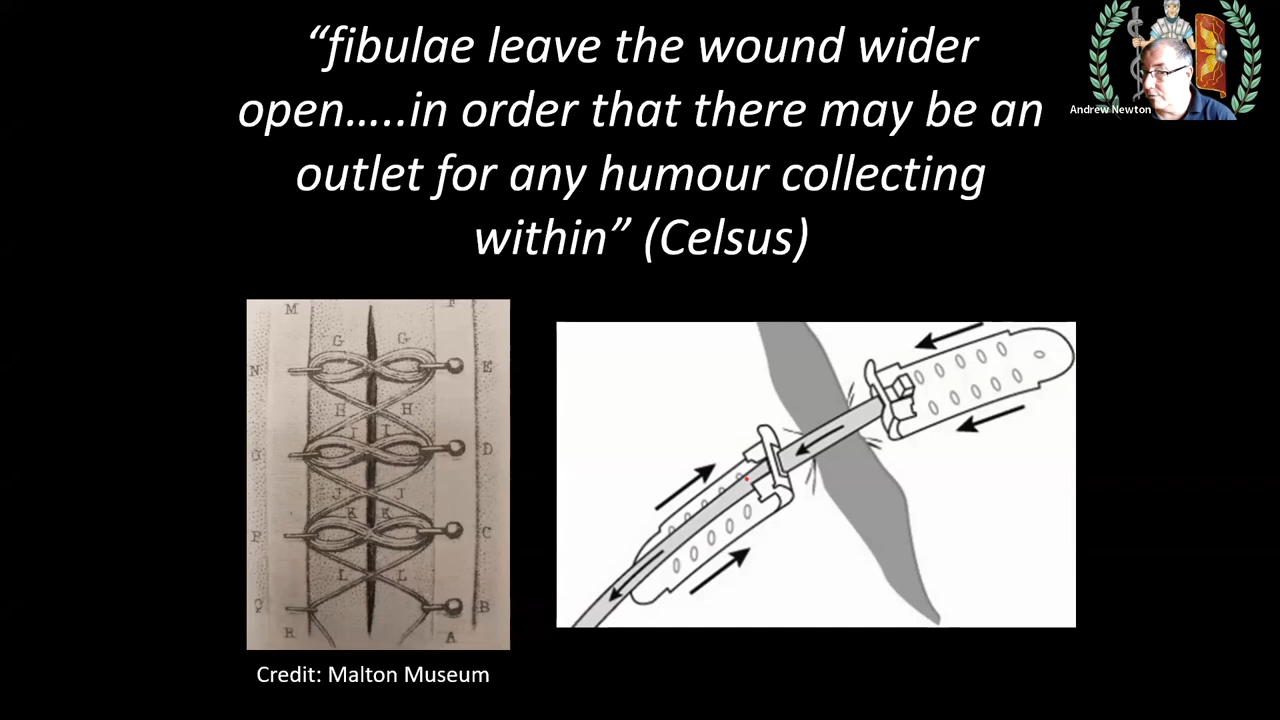 “fibulae leave the wound wider
open.....in order that there may be an
outlet for any humour collecting
within” (Celsus)
Andrew Newton
M
G G
N E
H
I I
D
J J
K K
P C
L L
Q B
R A
Credit: Malton Museum